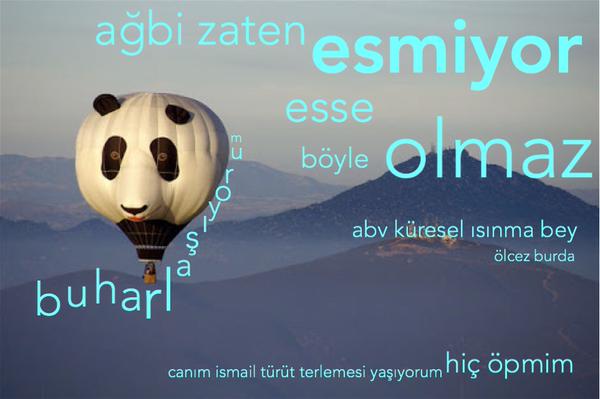 ağbi zaten esmiyor
esse
böyle olmaz
buharlaşıyorum
abv küresel ısınma bey
ölcez burda
canım ismail türüt terlemesi yaşıyorum hiç öpmim